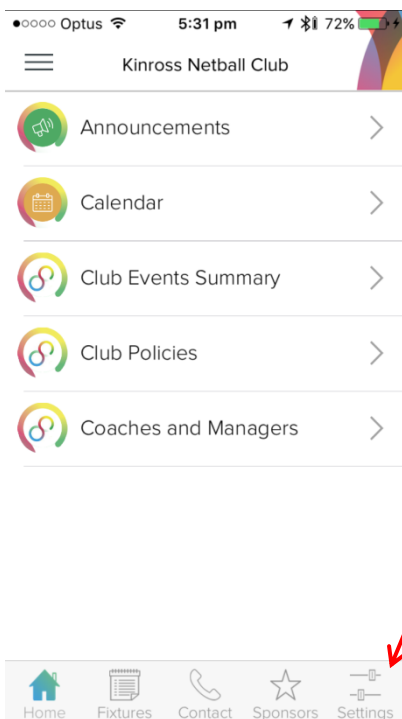 Optus 5:31 pm 72%
Kinross Netball Club
Announcements
Calendar
Club Events Summary
Club Policies
Coaches and Managers
Home Fixtures Contact Sponsors Settings